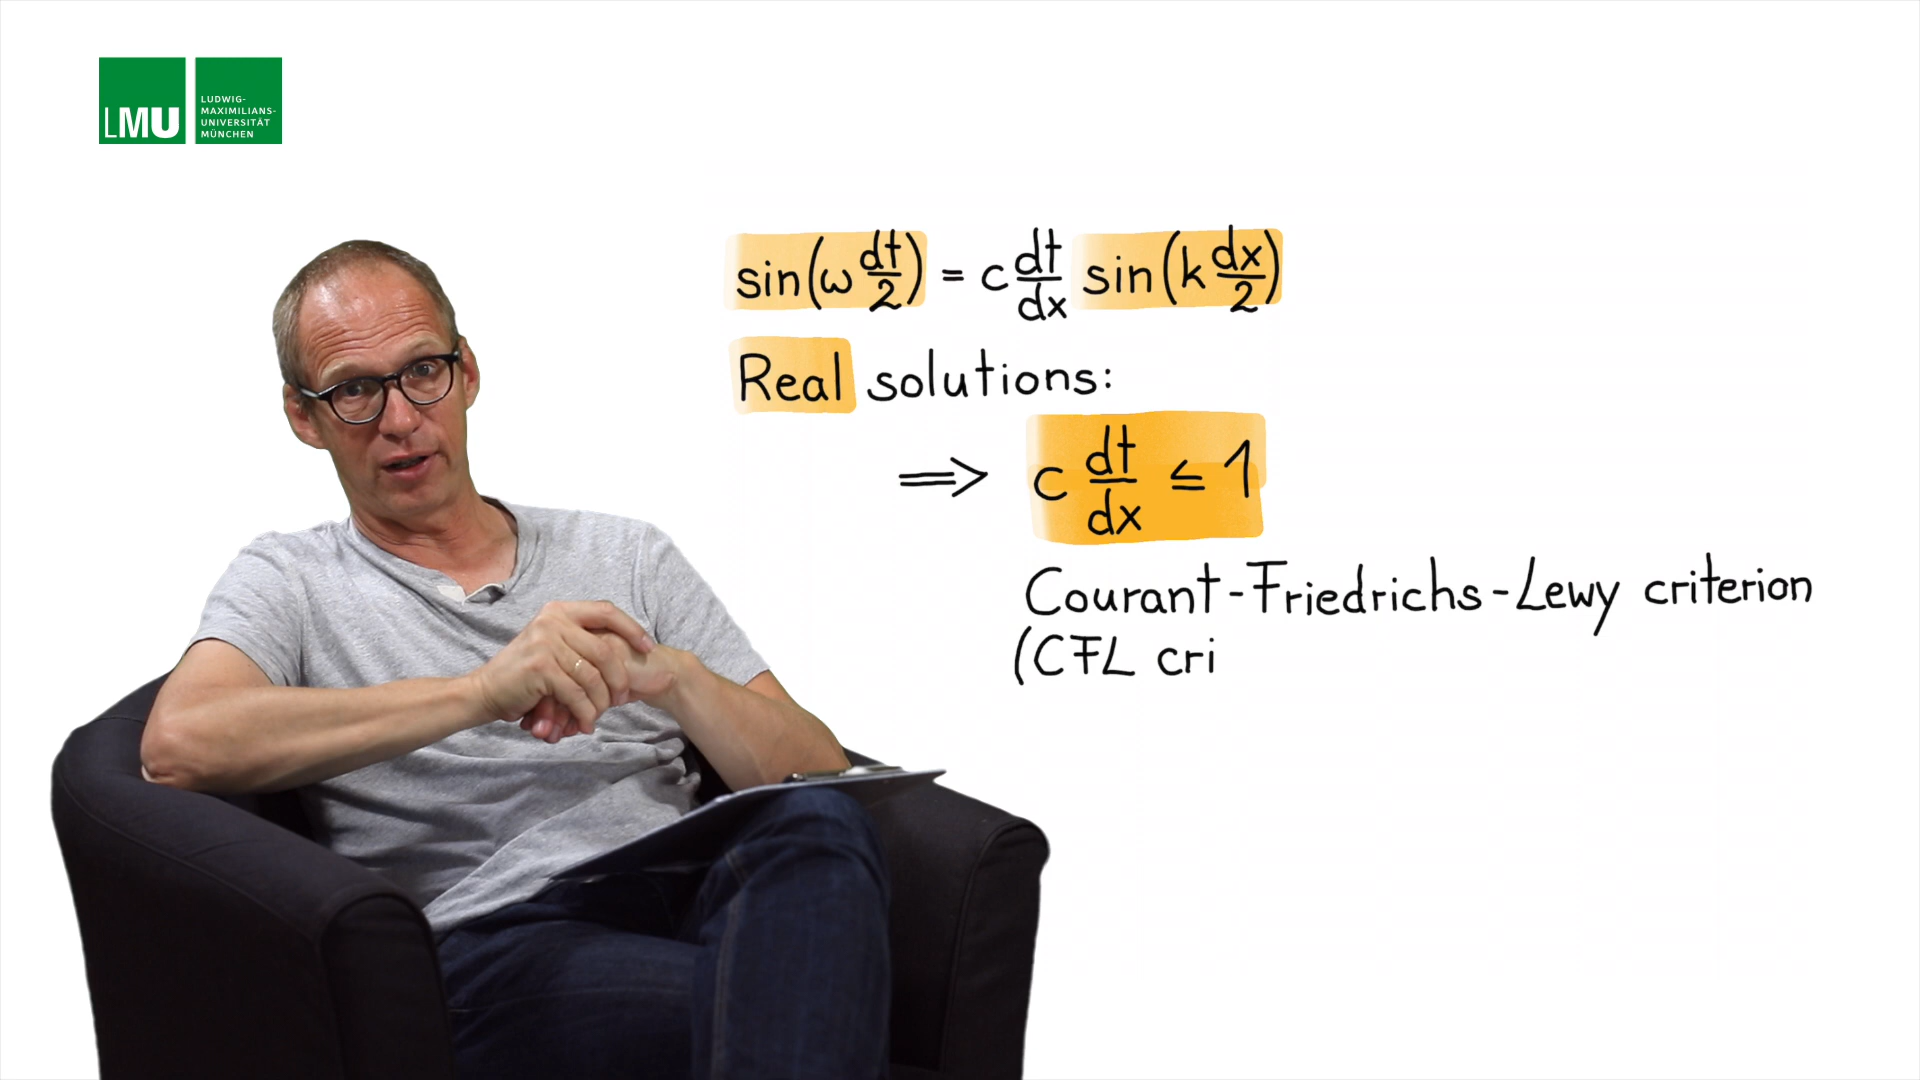 LMU
LUDWIG-
MAXIMILIANS-
UNIVERSITÄT
MÜNCHEN
sin(ω dt/2) = c dt/dx sin(k dx/2)
Real solutions:
⟹ c dt/dx ≤ 1
Courant-Friedrichs-Lewy criterion
(CFL cri